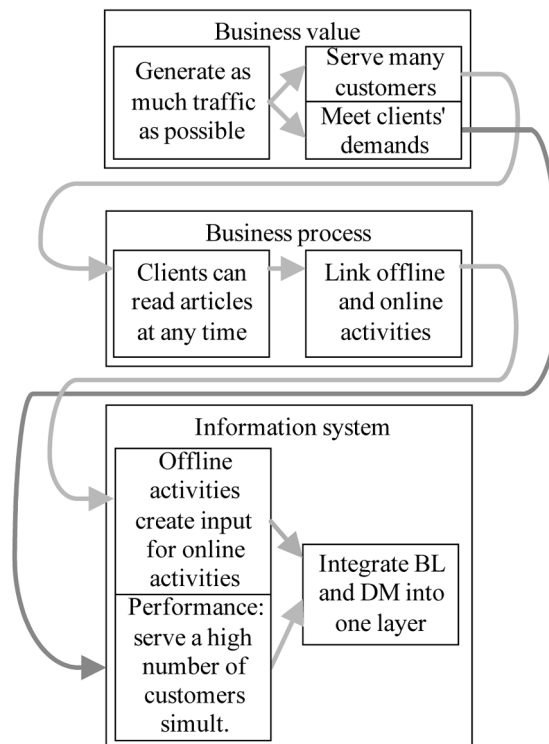 Business value
Generate as
much traffic
as possible
Serve many
customers
Meet clients'
demands
Business process
Clients can
read articles
at any time
Link offline
and online
activities
Information system
Offline
activities
create input
for online
activities
Performance:
serve a high
number of
customers
simult.
Integrate BL
and DM into
one layer